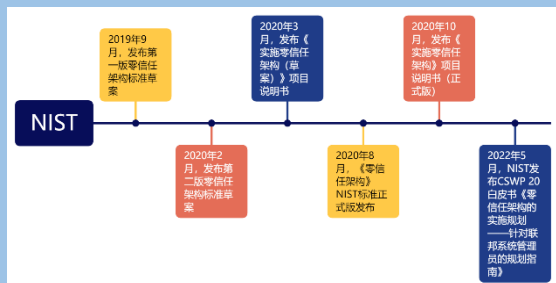 NIST
2019年9
月，发布第
一版零信任
架构标准草
案
2020年2
月，发布第
二版零信任
架构标准草
案
2020年3
月，发布《
实施零信任
架构（草
案）》项目
说明书
2020年8
月，《零信
任架构》
NIST标准正
式版发布
2020年10
月，发布《
实施零信任
架构》项目
说明书（正
式版）
2022年5
月，NIST发
布CSWP 20
白皮书《零
信任架构的
实施规划
——针对联
邦系统管理
员的规划指
南》